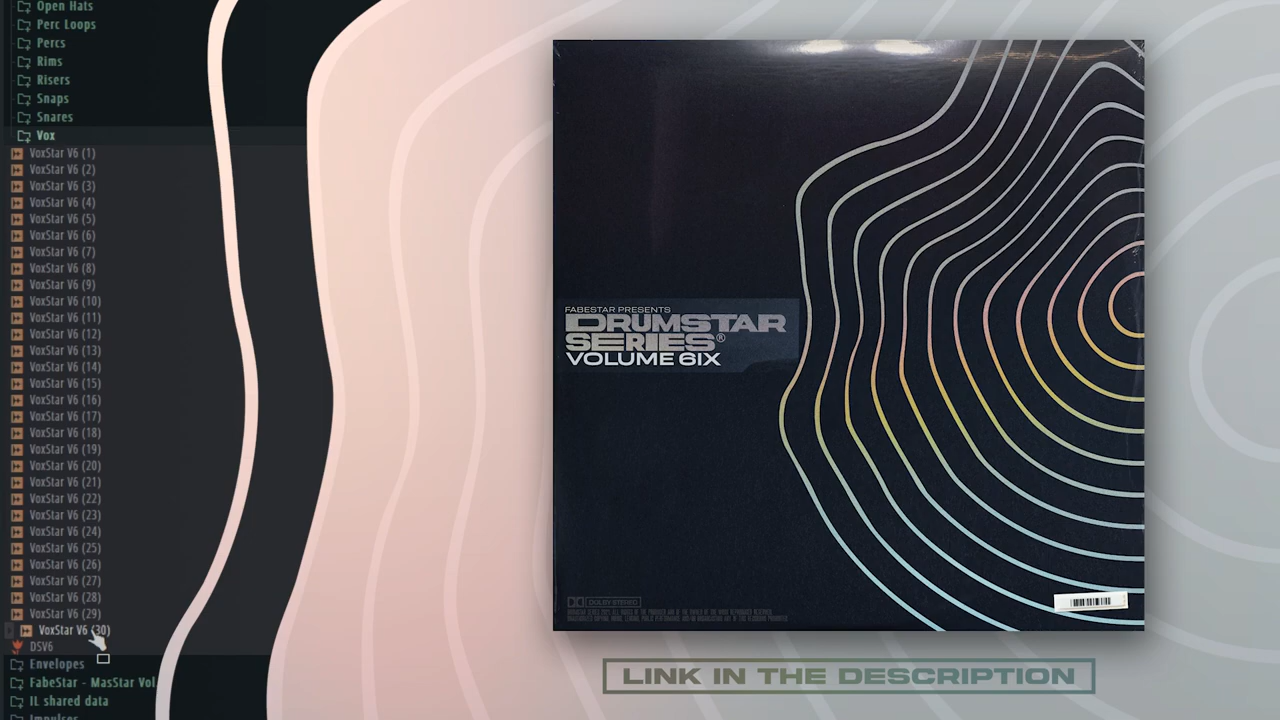 Open Hats
Perc Loops
Percs
Rims
Risers
Snaps
Snares
Vox
VoxStar V6 (1)
VoxStar V6 (2)
VoxStar V6 (3)
VoxStar V6 (4)
VoxStar V6 (5)
VoxStar V6 (6)
VoxStar V6 (7)
VoxStar V6 (8)
VoxStar V6 (9)
VoxStar V6 (10)
VoxStar V6 (11)
VoxStar V6 (12)
VoxStar V6 (13)
VoxStar V6 (14)
VoxStar V6 (15)
VoxStar V6 (16)
VoxStar V6 (17)
VoxStar V6 (18)
VoxStar V6 (19)
VoxStar V6 (20)
VoxStar V6 (21)
VoxStar V6 (22)
VoxStar V6 (23)
VoxStar V6 (24)
VoxStar V6 (25)
VoxStar V6 (26)
VoxStar V6 (27)
VoxStar V6 (28)
VoxStar V6 (29)
VoxStar V6 (30)
DSV6
Envelopes
FabeStar - MasStar Vol
IL shared data
Impulses
FABESTAR PRESENTS
DRUMSTAR
SERIES®
VOLUME 6IX
DOLBY STEREO
LINK IN THE DESCRIPTION